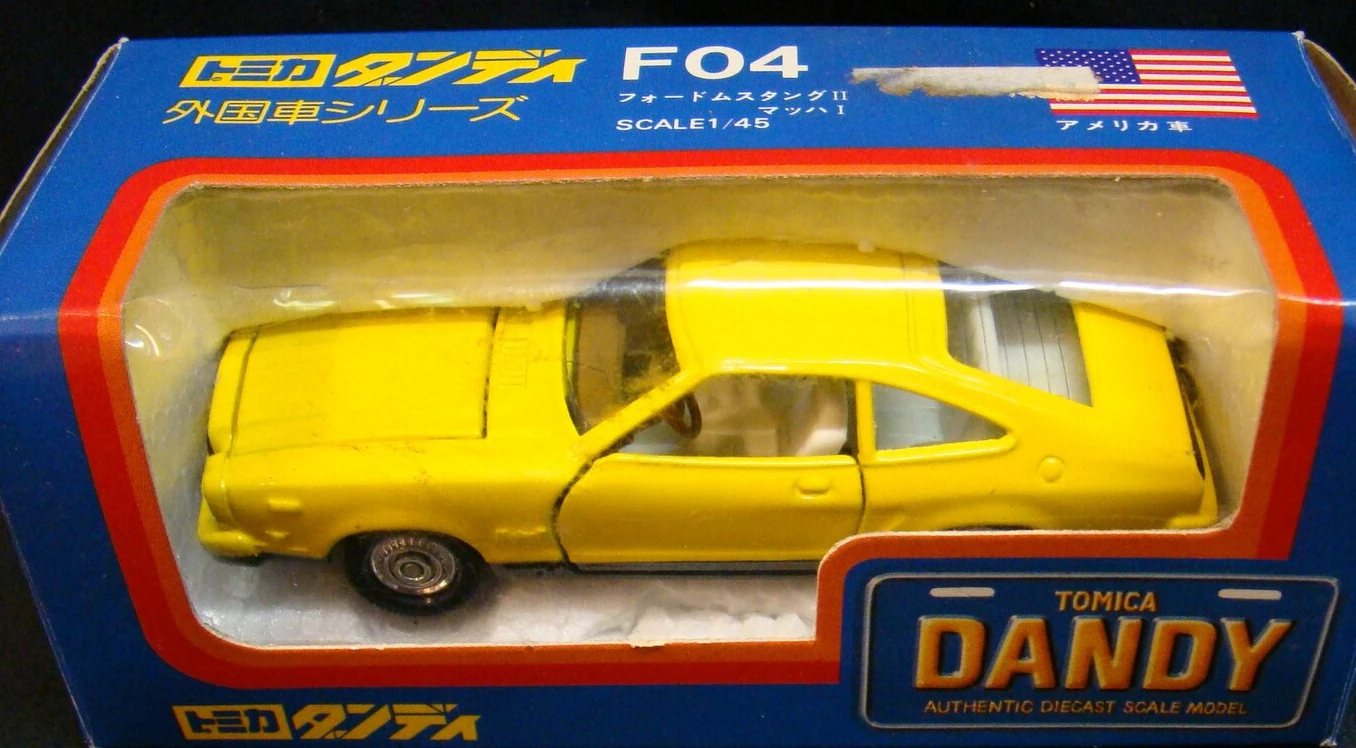 トミカ ダンディ
外国車シリーズ
F04
フォードムスタングII
マッハI
SCALE1/45
アメリカ車
TOMICA
DANDY
AUTHENTIC DIECAST SCALE MODEL
トミカ ダンディ